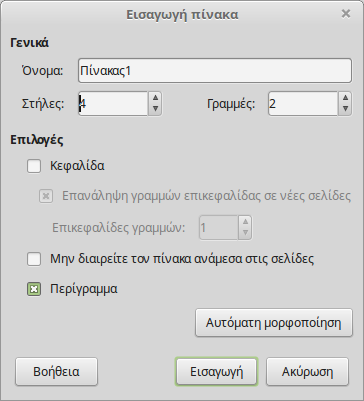 Εισαγωγή πίνακα
Γενικά
Όνομα: Πίνακας1
Στήλες: 4 Γραμμές: 2
Επιλογές
Κεφαλίδα
Επανάληψη γραμμών επικεφαλίδας σε νέες σελίδες
Επικεφαλίδες γραμμών: 1
Μην διαιρείτε τον πίνακα ανάμεσα στις σελίδες
Περίγραμμα
Αυτόματη μορφοποίηση
Βοήθεια Εισαγωγή Ακύρωση